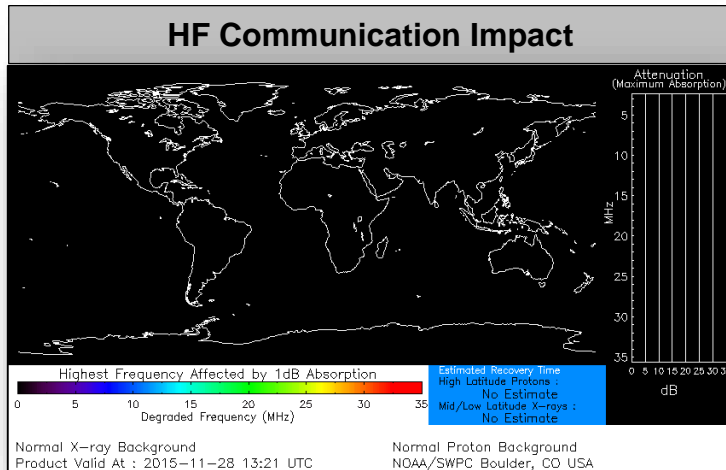 HF Communication Impact
Attenuation
(Maximum Absorption)
5
10
15
20
25
30
35
MHz
0 5 10 15 20 25 30 3
dB
Highest Frequency Affected by 1dB Absorption
0 5 10 15 20 25 30 35
Degraded Frequency (MHz)
Estimated Recovery Time
High Latitude Protons :
No Estimate
Mid/Low Latitude X-rays :
No Estimate
Normal X-ray Background
Product Valid At : 2015-11-28 13:21 UTC
Normal Proton Background
NOAA/SWPC Boulder, CO USA